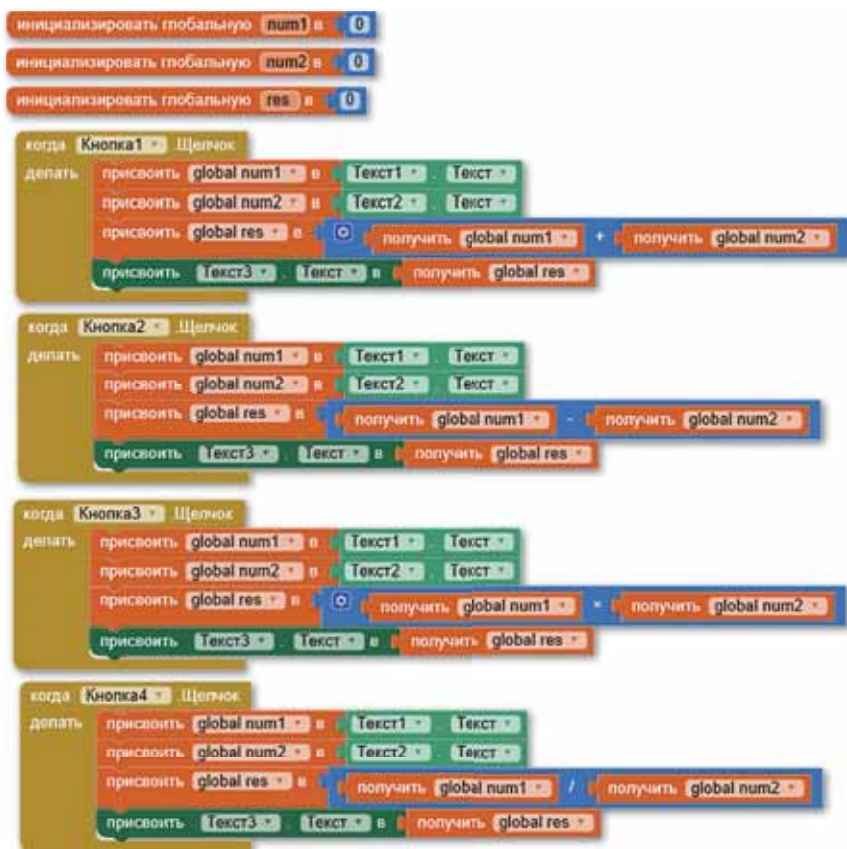 инициализировать глобальную num1 в 0
инициализировать глобальную num2 в 0
инициализировать глобальную res в 0
когда Кнопка1 .Щелчок
делать присвоить global num1 в Текст1 . Текст
присвоить global num2 в Текст2 . Текст
присвоить global res в получить global num1 + получить global num2
присвоить Текст3 . Текст в получить global res
когда Кнопка2 .Щелчок
делать присвоить global num1 в Текст1 . Текст
присвоить global num2 в Текст2 . Текст
присвоить global res в получить global num1 - получить global num2
присвоить Текст3 . Текст в получить global res
когда Кнопка3 .Щелчок
делать присвоить global num1 в Текст1 . Текст
присвоить global num2 в Текст2 . Текст
присвоить global res в получить global num1 × получить global num2
присвоить Текст3 . Текст в получить global res
когда Кнопка4 .Щелчок
делать присвоить global num1 в Текст1 . Текст
присвоить global num2 в Текст2 . Текст
присвоить global res в получить global num1 / получить global num2
присвоить Текст3 . Текст в получить global res